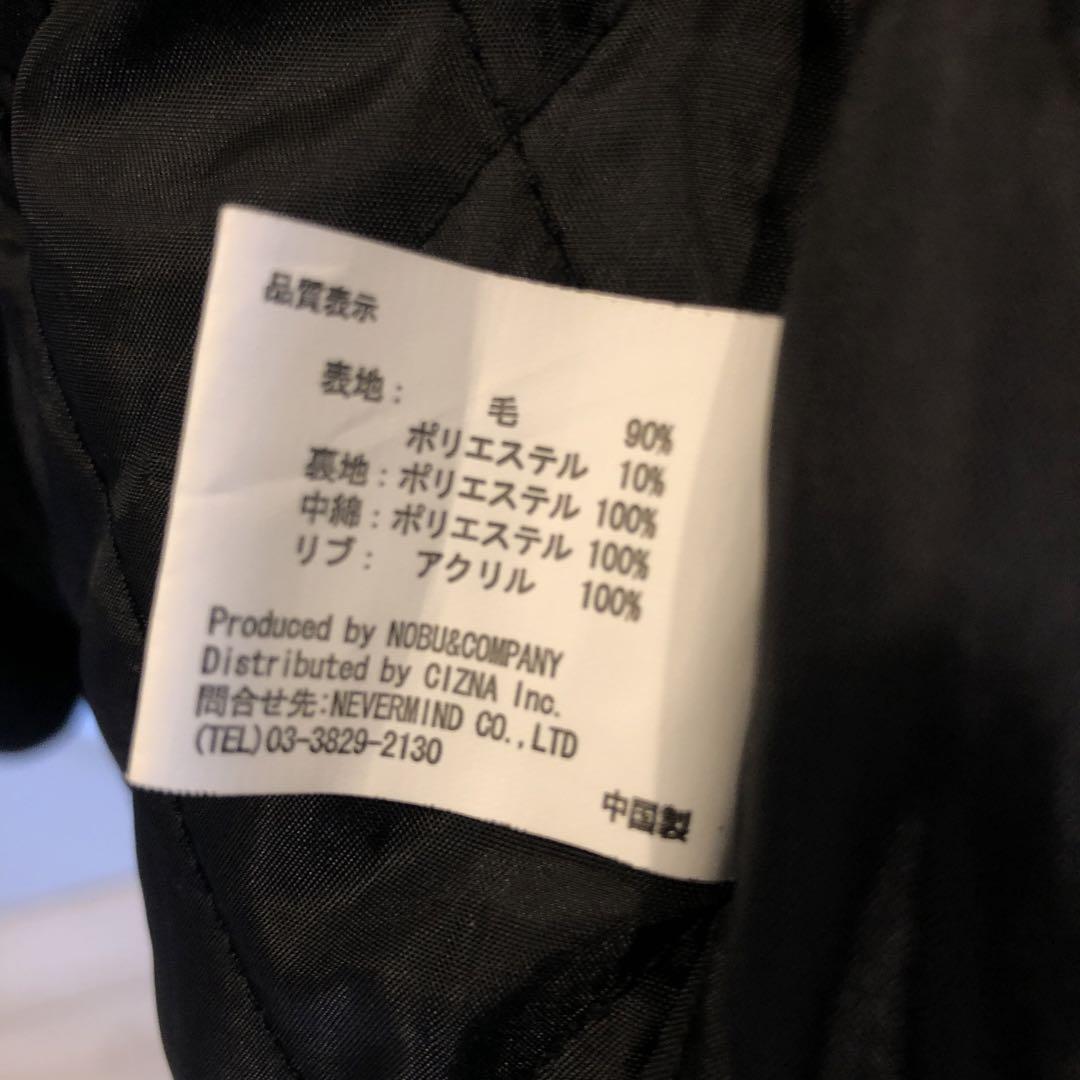 品質表示
表地: 毛 90%
ポリエステル 10%
裏地:ポリエステル 100%
中綿:ポリエステル 100%
リブ: アクリル 100%
Produced by NOBU&COMPANY
Distributed by CIZNA Inc.
問合せ先:NEVERMIND CO.,LTD
(TEL)03-3829-2130
中国製